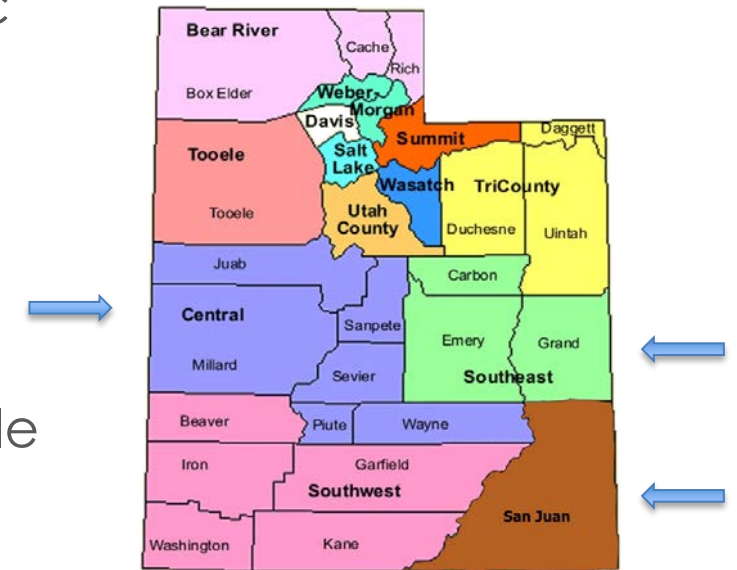 Bear River
Cache
Rich
Box Elder
Weber-
Morgan
Davis
Summit
Daggett
Tooele
Salt
Lake
Wasatch
TriCounty
Tooele
Utah
County
Duchesne
Uintah
Juab
Carbon
Central
Sanpete
Emery
Grand
Millard
Sevier
Southeast
Beaver
Piute
Wayne
Iron
Garfield
Southwest
San Juan
Washington
Kane